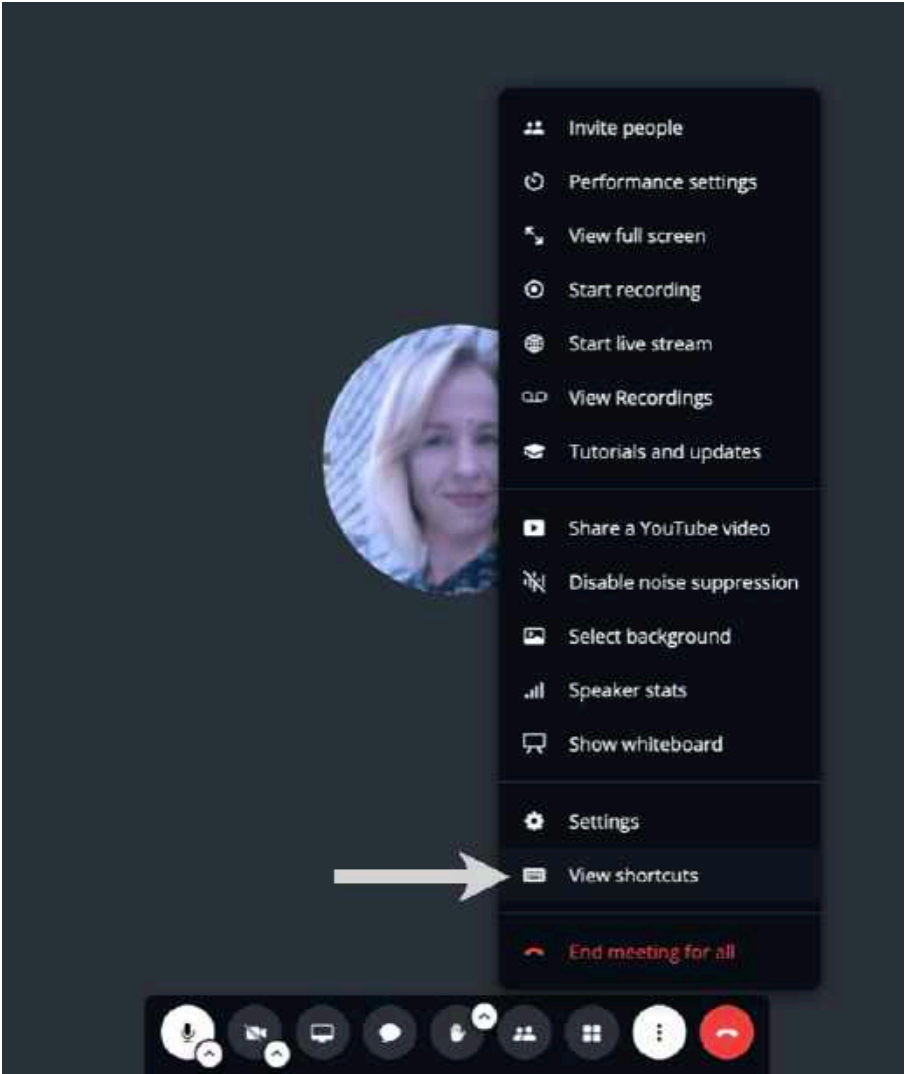 Invite people
Performance settings
View full screen
Start recording
Start live stream
View Recordings
Tutorials and updates
Share a YouTube video
Disable noise suppression
Select background
Speaker stats
Show whiteboard
Settings
View shortcuts
End meeting for all